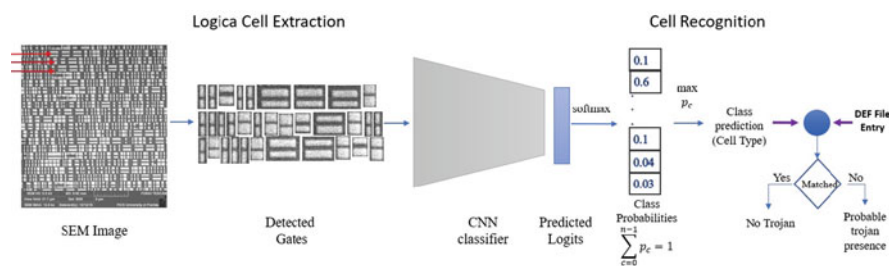 Logica Cell Extraction
Cell Recognition
SEM Image
Detected
Gates
CNN
classifier
Predicted
Logits
softmax
0.1
0.6
.
.
.
0.1
0.04
0.03
Class
Probabilities
∑_{c=0}^{n−1} p_c = 1
max
p_c
Class
prediction
(Cell Type)
DEF File
Entry
Matched
Yes
No
No Trojan
Probable
trojan
presence